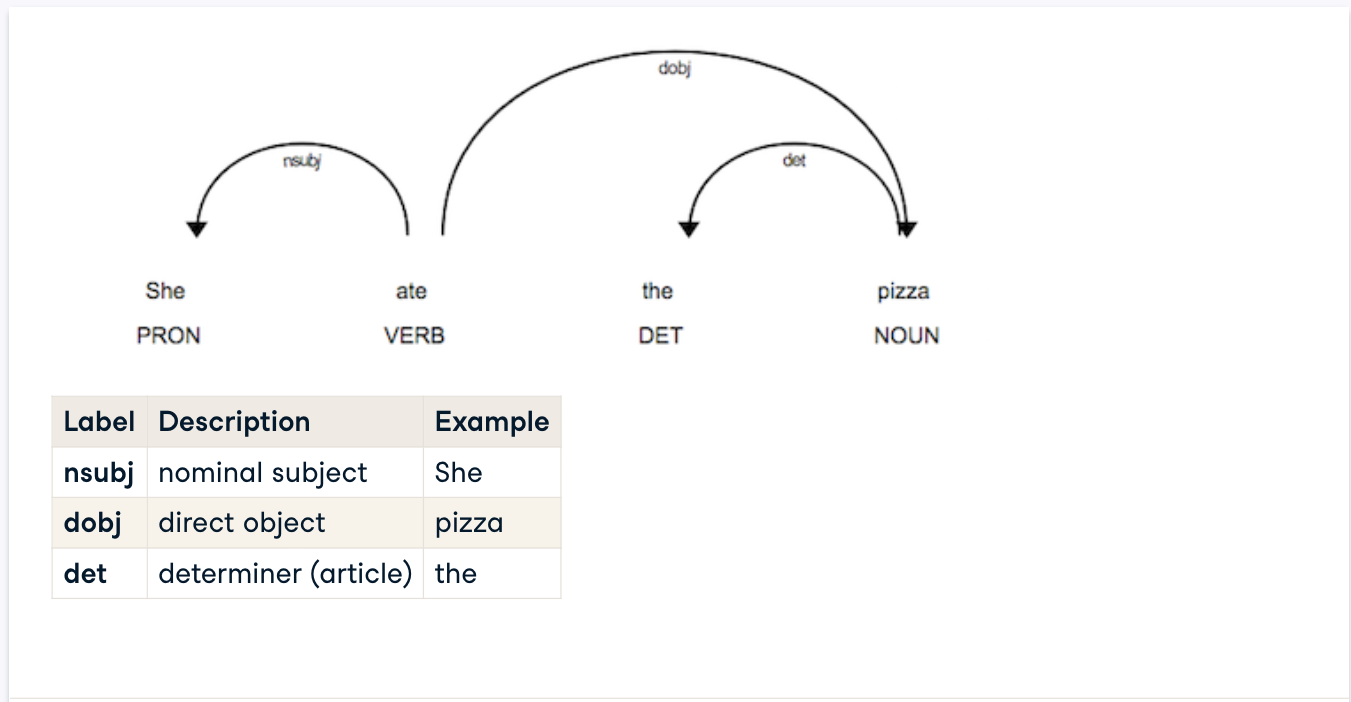 dobj
nsubj det
She ate the pizza
PRON VERB DET NOUN
Label Description Example
nsubj nominal subject She
dobj direct object pizza
det determiner (article) the